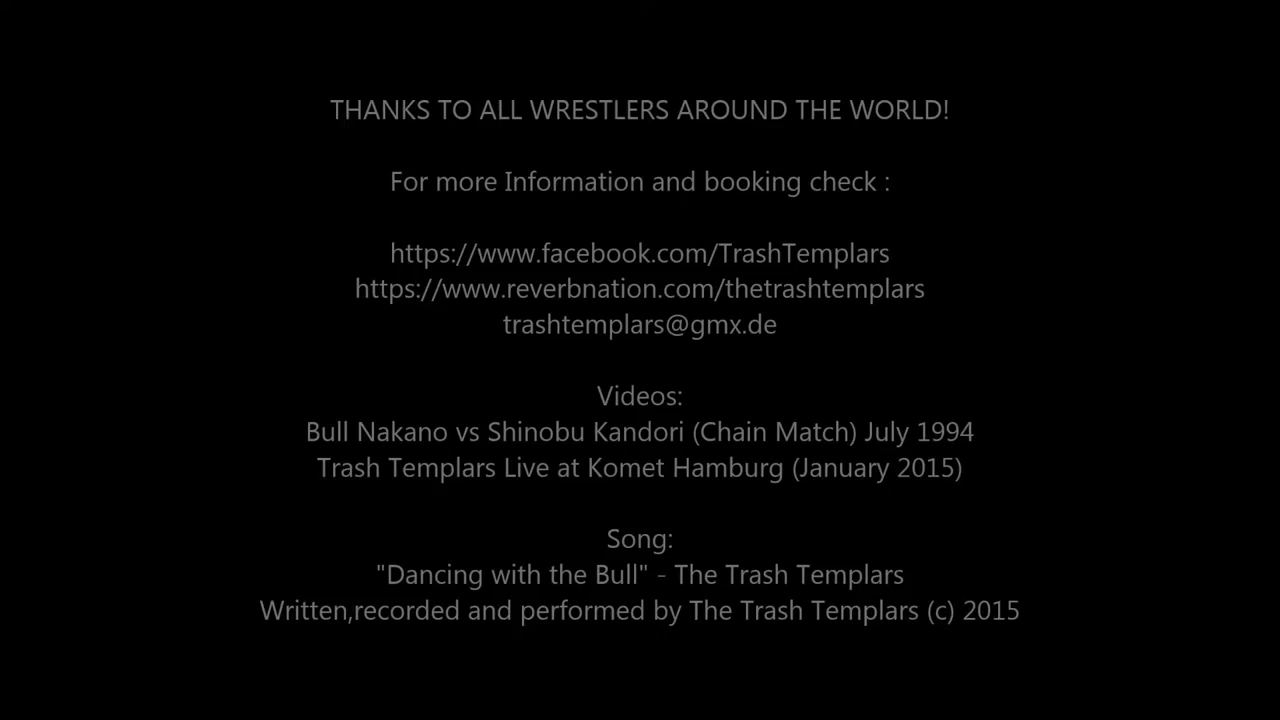 THANKS TO ALL WRESTLERS AROUND THE WORLD!
For more Information and booking check :
https://www.facebook.com/TrashTemplars
https://www.reverbnation.com/thetrashtemplars
trashtemplars@gmx.de
Videos:
Bull Nakano vs Shinobu Kandori (Chain Match) July 1994
Trash Templars Live at Komet Hamburg (January 2015)
Song:
"Dancing with the Bull" - The Trash Templars
Written,recorded and performed by The Trash Templars (c) 2015